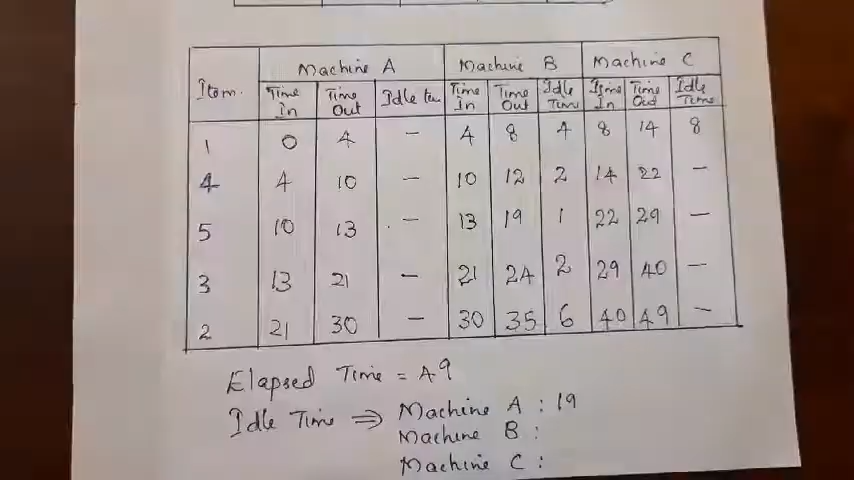 Machine A Machine B Machine C
Item. Time In Time Out Idle Time In Time Out Idle Time Time In Time Out Idle Time
1 0 4 – 4 8 4 8 14 8
4 4 10 – 10 12 2 14 22 –
5 10 13 – 13 19 1 22 29 –
3 13 21 – 21 24 2 29 40 –
2 21 30 – 30 35 6 40 49 –
Elapsed Time = 49
Idle Time ⇒ Machine A : 19
Machine B :
Machine C :